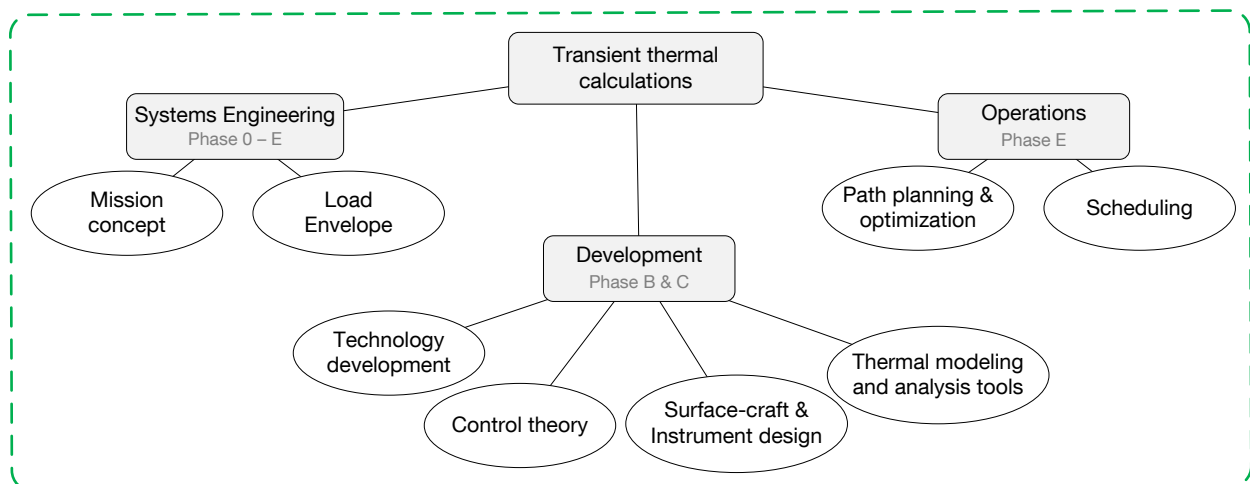 Transient thermal
calculations
Systems Engineering
Phase 0 – E
Mission
concept
Load
Envelope
Operations
Phase E
Path planning &
optimization
Scheduling
Development
Phase B & C
Technology
development
Control theory
Surface-craft &
Instrument design
Thermal modeling
and analysis tools